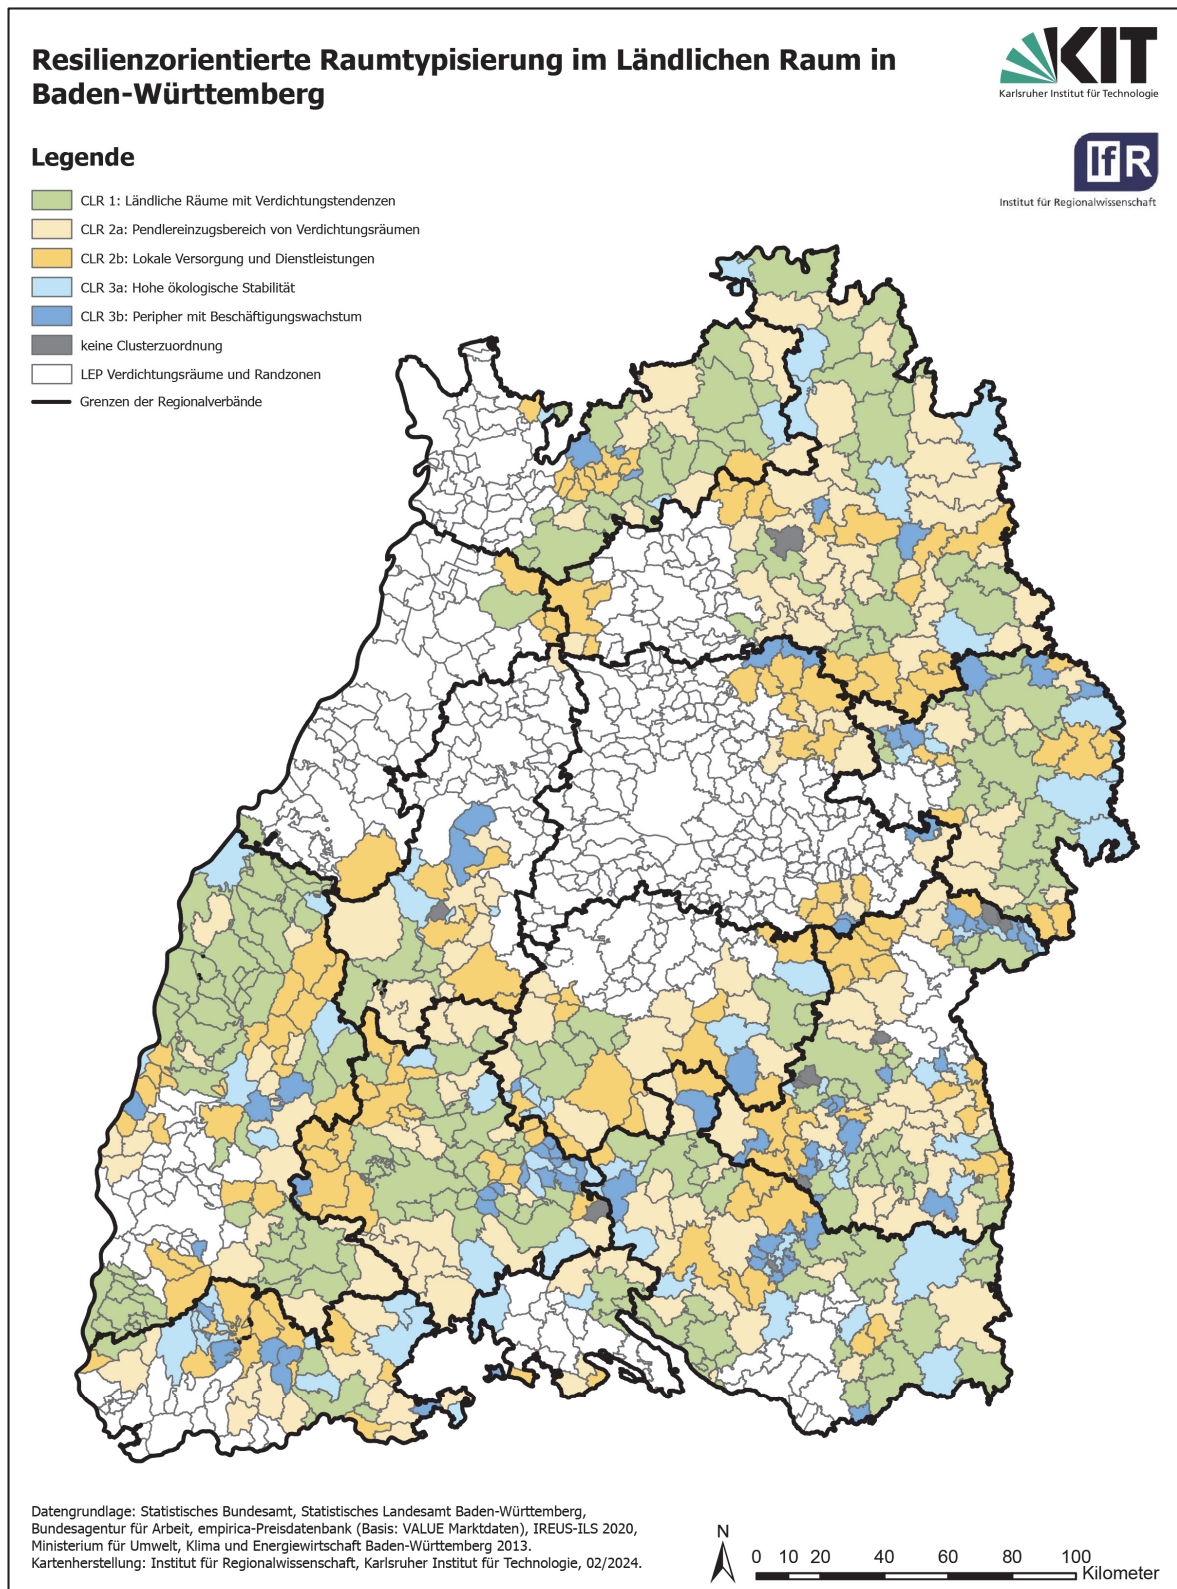 Resilienzorientierte Raumtypisierung im Ländlichen Raum in
Baden-Württemberg
KIT
Karlsruher Institut für Technologie
IfR
Institut für Regionalwissenschaft
Legende
CLR 1: Ländliche Räume mit Verdichtungstendenzen
CLR 2a: Pendlereinzugsbereich von Verdichtungsräumen
CLR 2b: Lokale Versorgung und Dienstleistungen
CLR 3a: Hohe ökologische Stabilität
CLR 3b: Peripher mit Beschäftigungswachstum
keine Clusterzuordnung
LEP Verdichtungsräume und Randzonen
Grenzen der Regionalverbände
Datengrundlage: Statistisches Bundesamt, Statistisches Landesamt Baden-Württemberg,
Bundesagentur für Arbeit, empirica-Preisdatenbank (Basis: VALUE Marktdaten), IREUS-ILS 2020,
Ministerium für Umwelt, Klima und Energiewirtschaft Baden-Württemberg 2013.
Kartenherstellung: Institut für Regionalwissenschaft, Karlsruher Institut für Technologie, 02/2024.
N
0 10 20 40 60 80 100
Kilometer